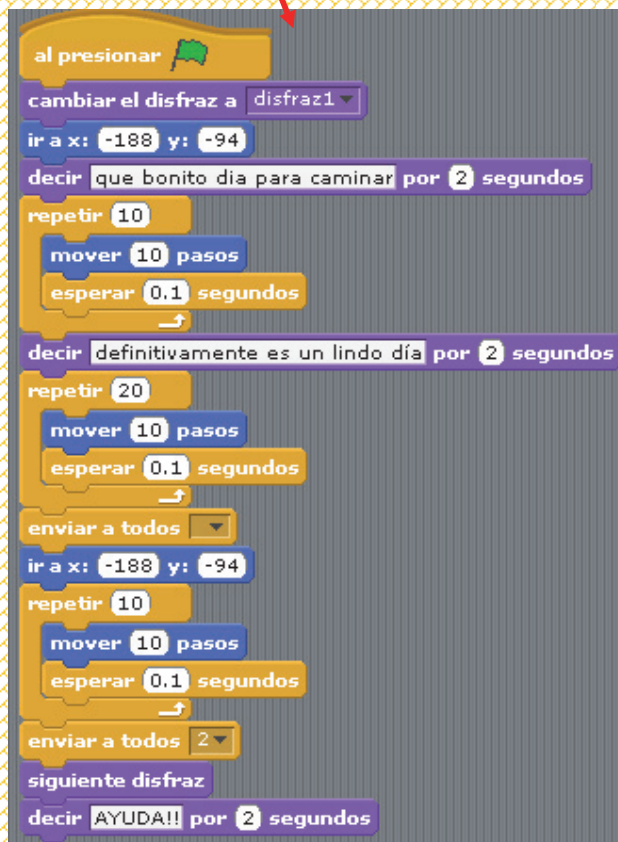 al presionar
cambiar el disfraz a disfraz1
ir a x: -188 y: -94
decir que bonito dia para caminar por 2 segundos
repetir 10
mover 10 pasos
esperar 0.1 segundos
decir definitivamente es un lindo día por 2 segundos
repetir 20
mover 10 pasos
esperar 0.1 segundos
enviar a todos
ir a x: -188 y: -94
repetir 10
mover 10 pasos
esperar 0.1 segundos
enviar a todos 2
siguiente disfraz
decir AYUDA!! por 2 segundos